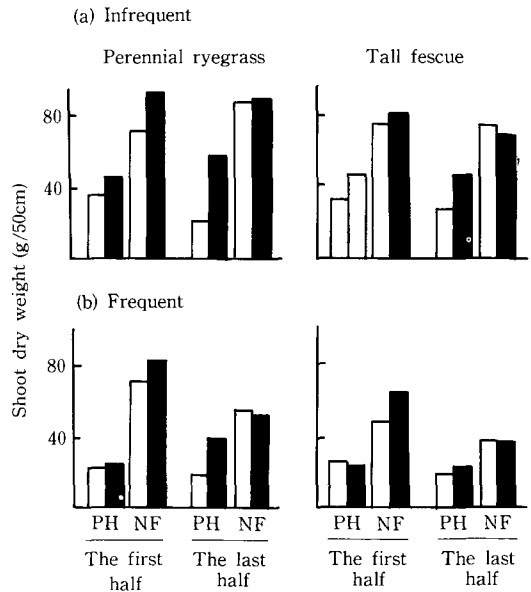 (a) Infrequent
Perennial ryegrass
Tall fescue
80
40
Shoot dry weight (g/50cm)
(b) Frequent
80
40
PH NF PH NF PH NF PH NF
The first half
The last half
The first half
The last half